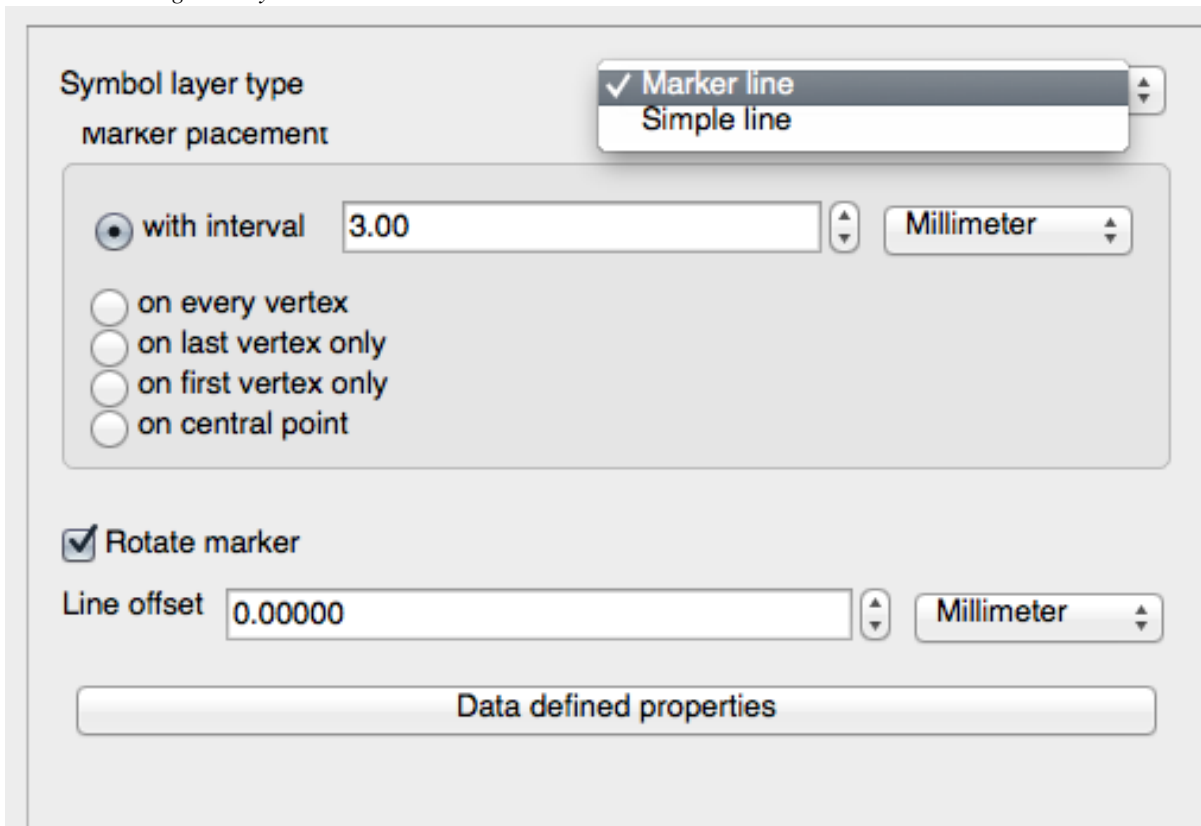 Symbol layer type
Marker line
Simple line
Marker placement
with interval 3.00 Millimeter
on every vertex
on last vertex only
on first vertex only
on central point
Rotate marker
Line offset 0.00000 Millimeter
Data defined properties